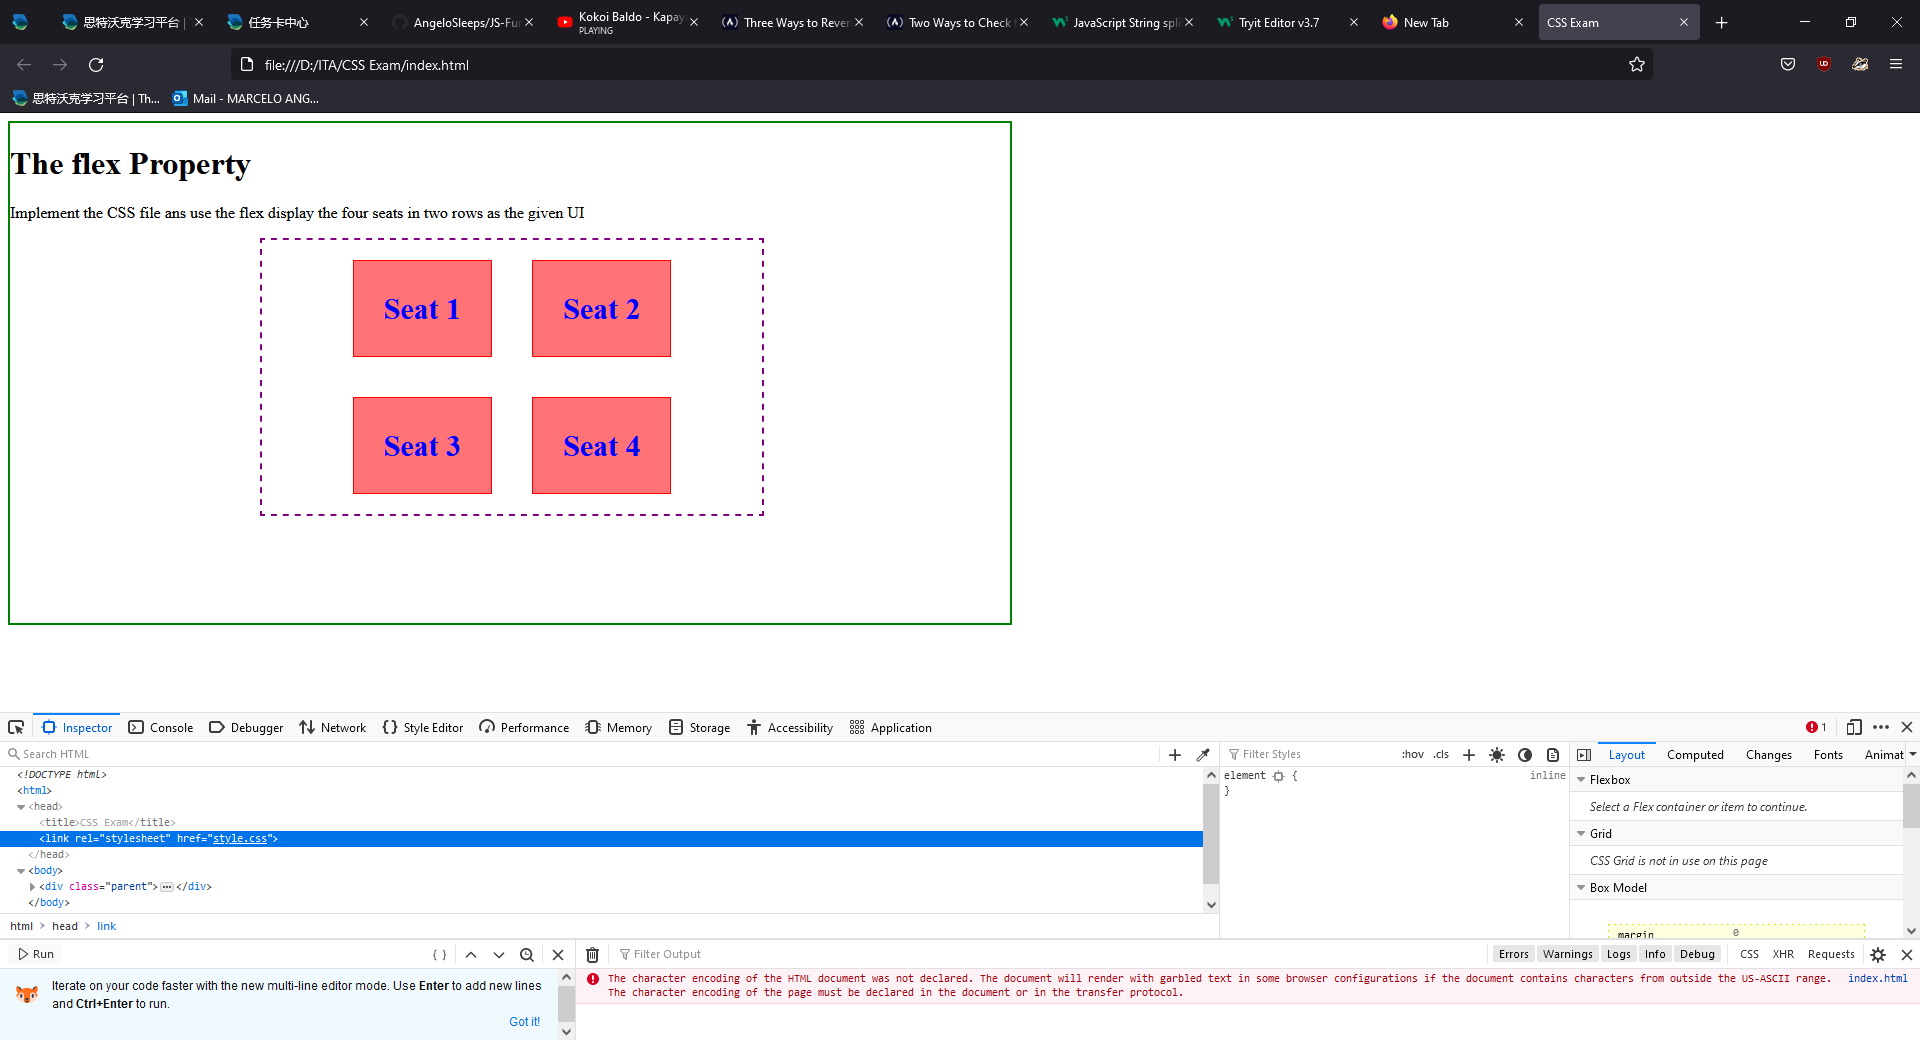 思特沃克学习平台 | T
任务卡中心
AngeloSleeps/JS-Fu
Kokoi Baldo - Kapay
PLAYING
Three Ways to Rever
Two Ways to Check
JavaScript String spli
Tryit Editor v3.7
New Tab
CSS Exam
file:///D:/ITA/CSS Exam/index.html
思特沃克学习平台 | Th...
Mail - MARCELO ANG...
The flex Property
Implement the CSS file ans use the flex display the four seats in two rows as the given UI
Seat 1
Seat 2
Seat 3
Seat 4
Inspector
Console
Debugger
Network
Style Editor
Performance
Memory
Storage
Accessibility
Application
1
Search HTML
Filter Styles
:hov .cls
Layout
Computed
Changes
Fonts
Animat
<!DOCTYPE html>
<html>
<head>
<title>CSS Exam</title>
<link rel="stylesheet" href="style.css">
</head>
<body>
<div class="parent"> </div>
</body>
element {
inline
}
Flexbox
Select a Flex container or item to continue.
Grid
CSS Grid is not in use on this page
Box Model
margin
0
html > head > link
Run
{ }
Filter Output
Errors
Warnings
Logs
Info
Debug
CSS
XHR
Requests
Iterate on your code faster with the new multi-line editor mode. Use Enter to add new lines
and Ctrl+Enter to run.
Got it!
The character encoding of the HTML document was not declared. The document will render with garbled text in some browser configurations if the document contains characters from outside the US-ASCII range.
index.html
The character encoding of the page must be declared in the document or in the transfer protocol.